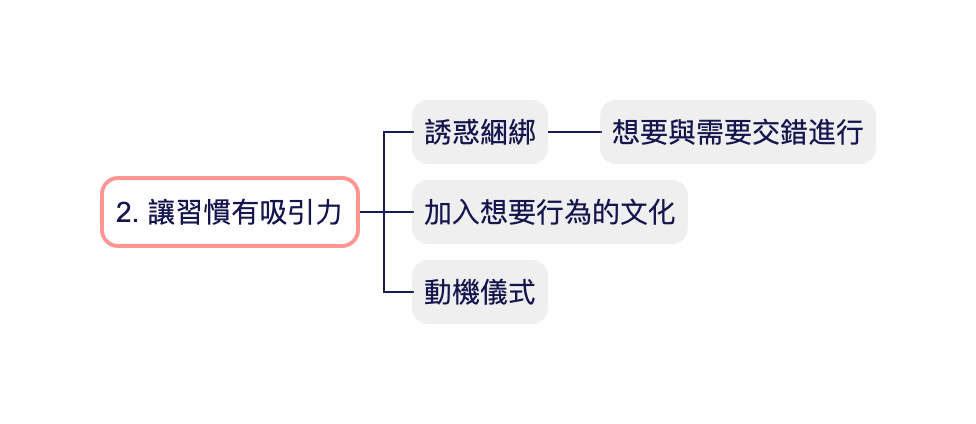 誘惑綑綁
想要與需要交錯進行
2. 讓習慣有吸引力
加入想要行為的文化
動機儀式